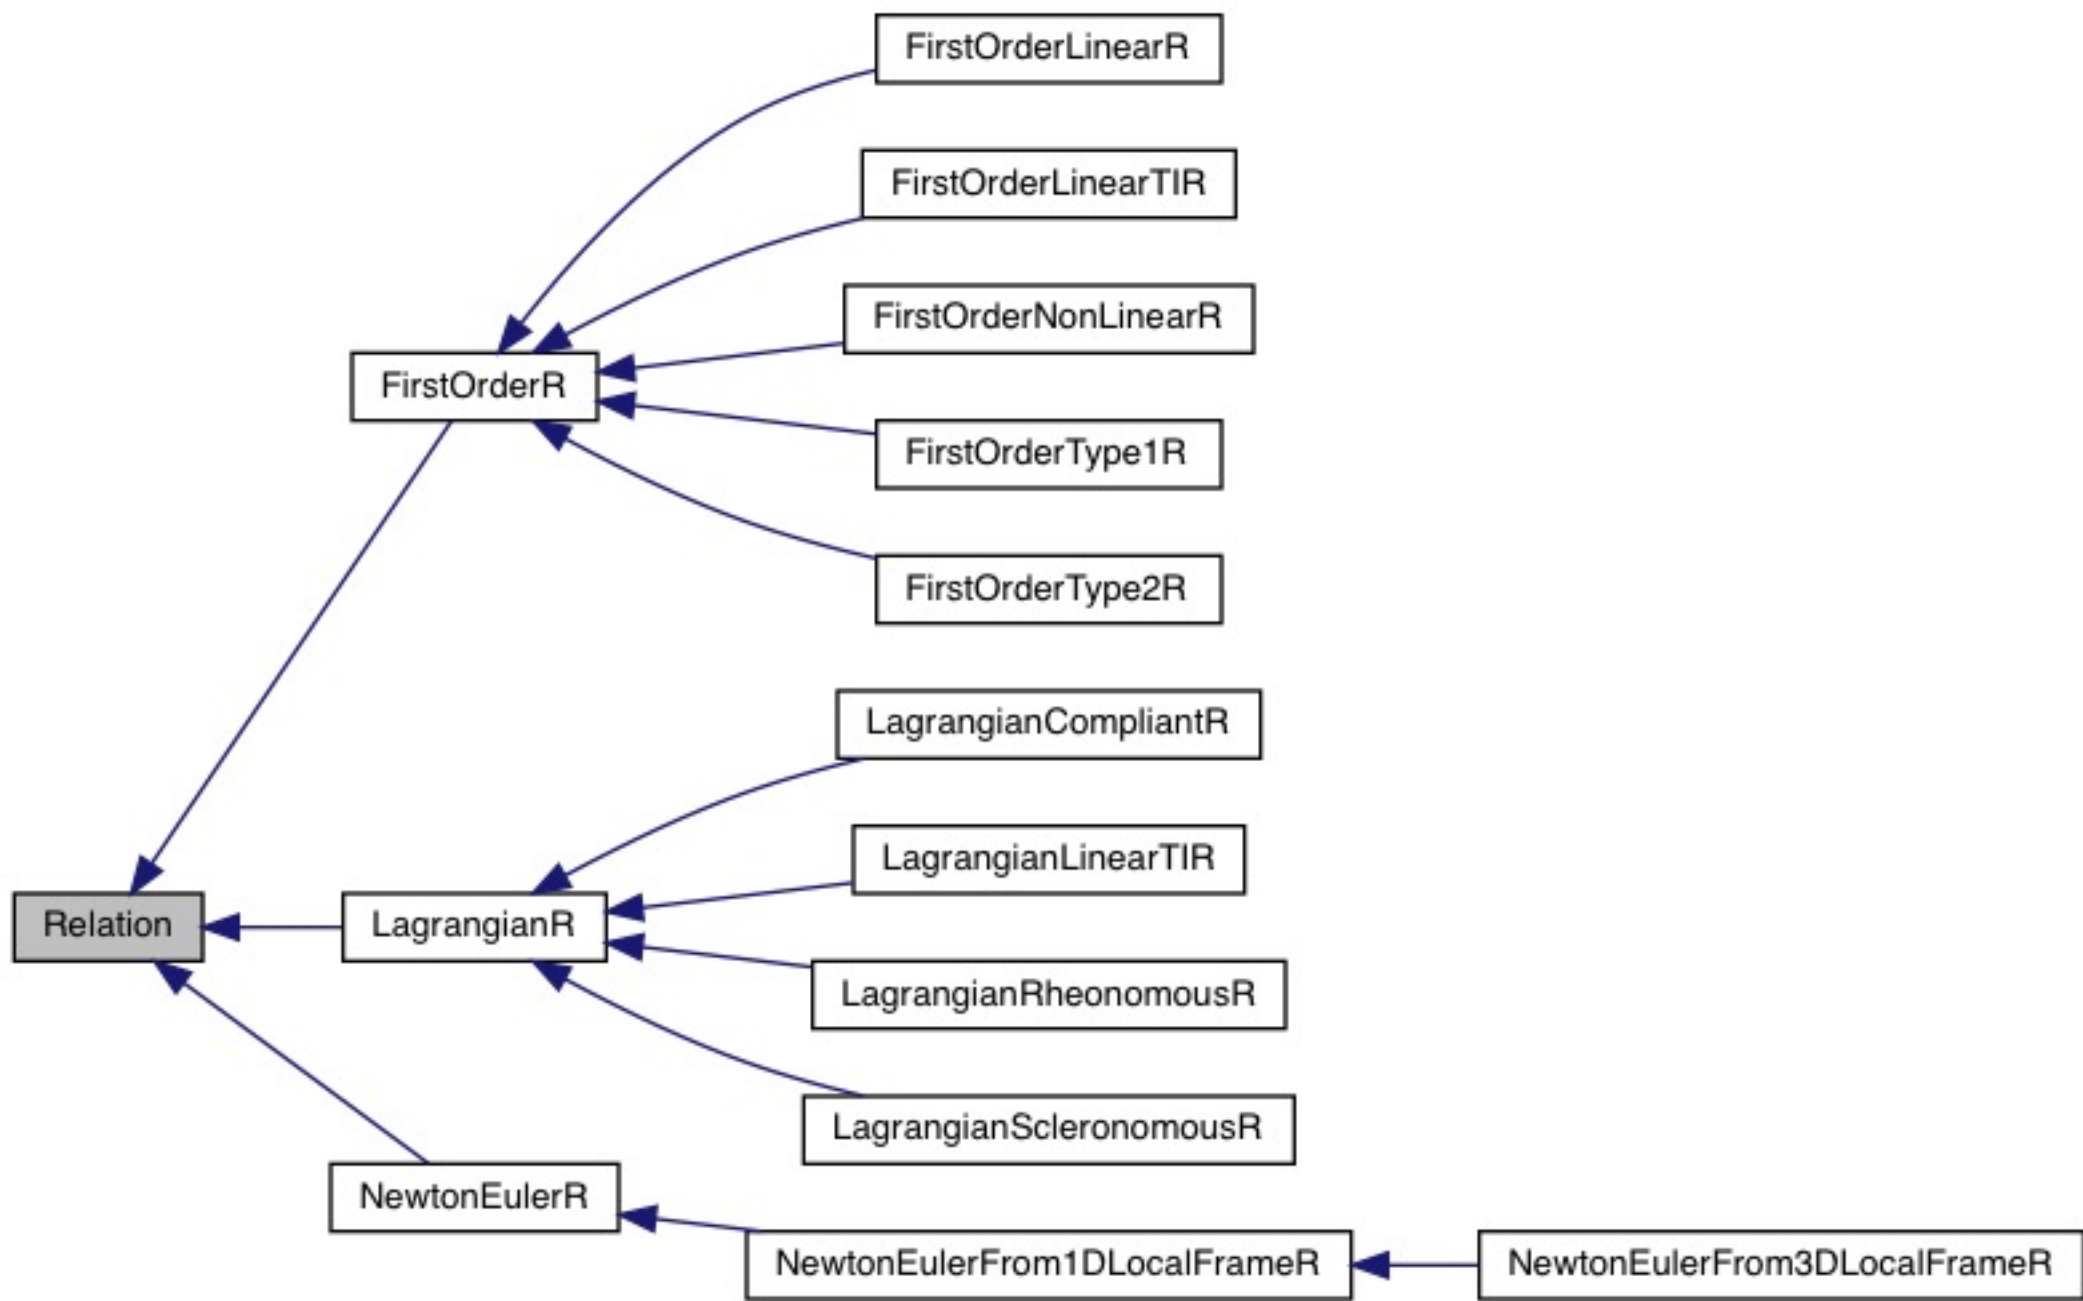 FirstOrderLinearR
FirstOrderLinearTIR
FirstOrderNonLinearR
FirstOrderR
FirstOrderType1R
FirstOrderType2R
LagrangianCompliantR
LagrangianLinearTIR
Relation
LagrangianR
LagrangianRheonomousR
LagrangianScleronomousR
NewtonEulerR
NewtonEulerFrom1DLocalFrameR
NewtonEulerFrom3DLocalFrameR